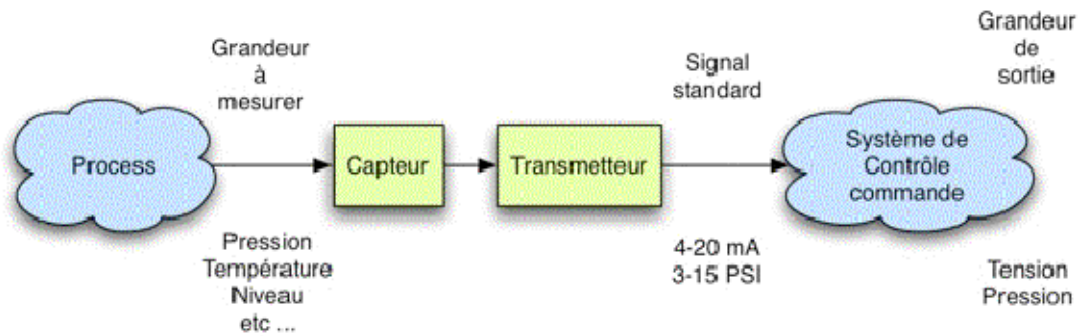 Grandeur
à
mesurer
Signal
standard
Grandeur
de
sortie
Process
Capteur
Transmetteur
Système de
Contrôle
commande
Pression
Température
Niveau
etc ...
4-20 mA
3-15 PSI
Tension
Pression